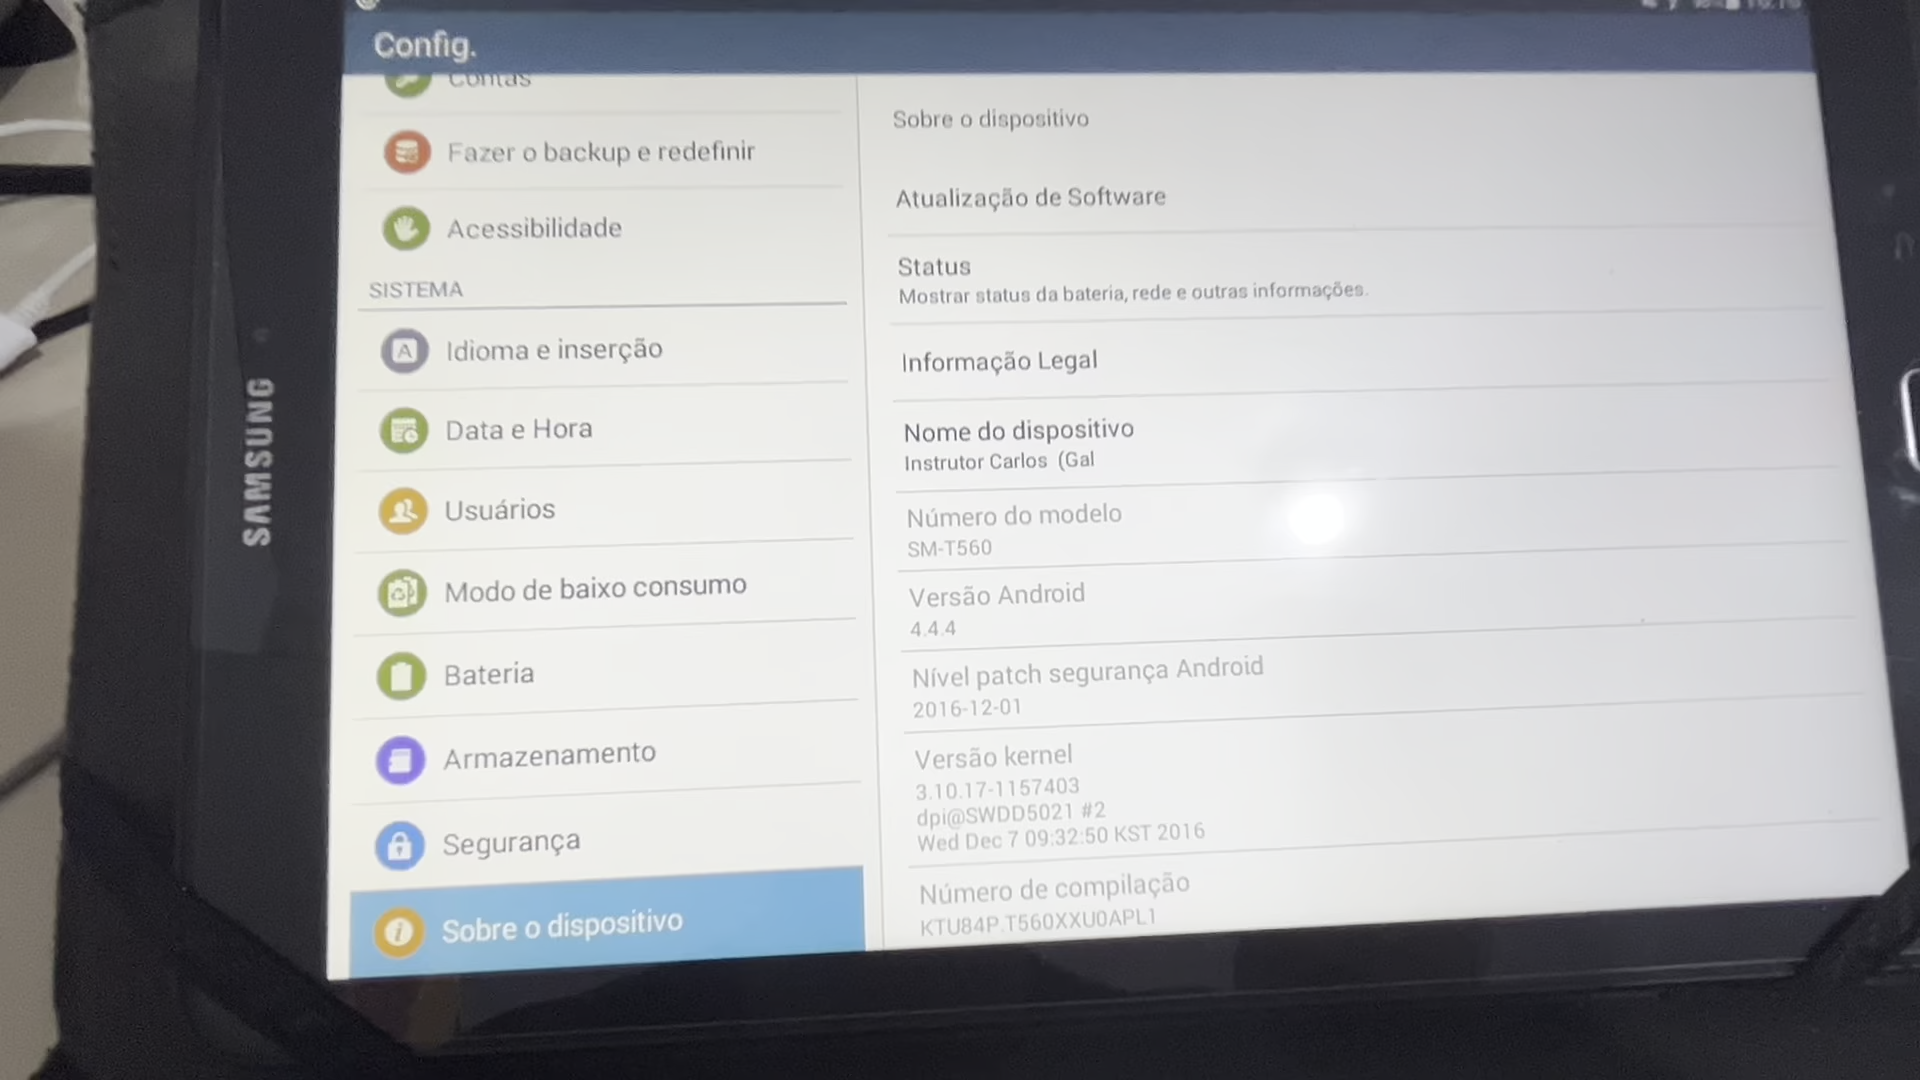 Config.
Contas
Fazer o backup e redefinir
Acessibilidade
SISTEMA
Idioma e inserção
Data e Hora
Usuários
Modo de baixo consumo
Bateria
Armazenamento
Segurança
Sobre o dispositivo
Sobre o dispositivo
Atualização de Software
Status
Mostrar status da bateria, rede e outras informações.
Informação Legal
Nome do dispositivo
Instrutor Carlos (Gal
Número do modelo
SM-T560
Versão Android
4.4.4
Nível patch segurança Android
2016-12-01
Versão kernel
3.10.17-1157403
dpi@SWDD5021 #2
Wed Dec 7 09:32:50 KST 2016
Número de compilação
KTU84P.T560XXU0APL1
SAMSUNG